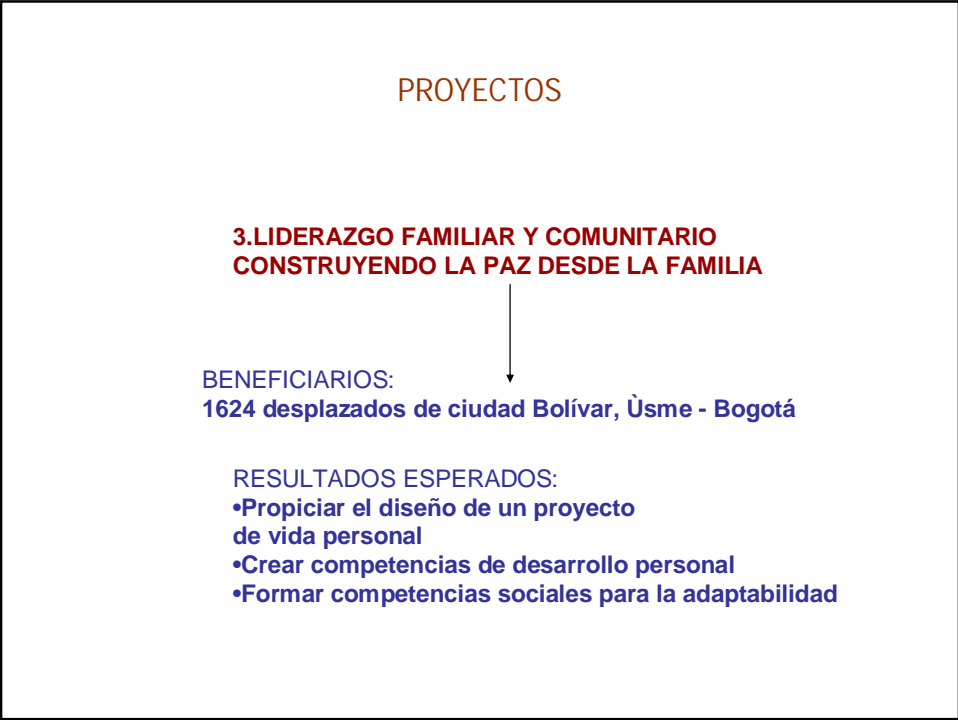 PROYECTOS
3.LIDERAZGO FAMILIAR Y COMUNITARIO
CONSTRUYENDO LA PAZ DESDE LA FAMILIA
BENEFICIARIOS:
1624 desplazados de ciudad Bolívar, Ùsme - Bogotá
RESULTADOS ESPERADOS:
•Propiciar el diseño de un proyecto
de vida personal
•Crear competencias de desarrollo personal
•Formar competencias sociales para la adaptabilidad